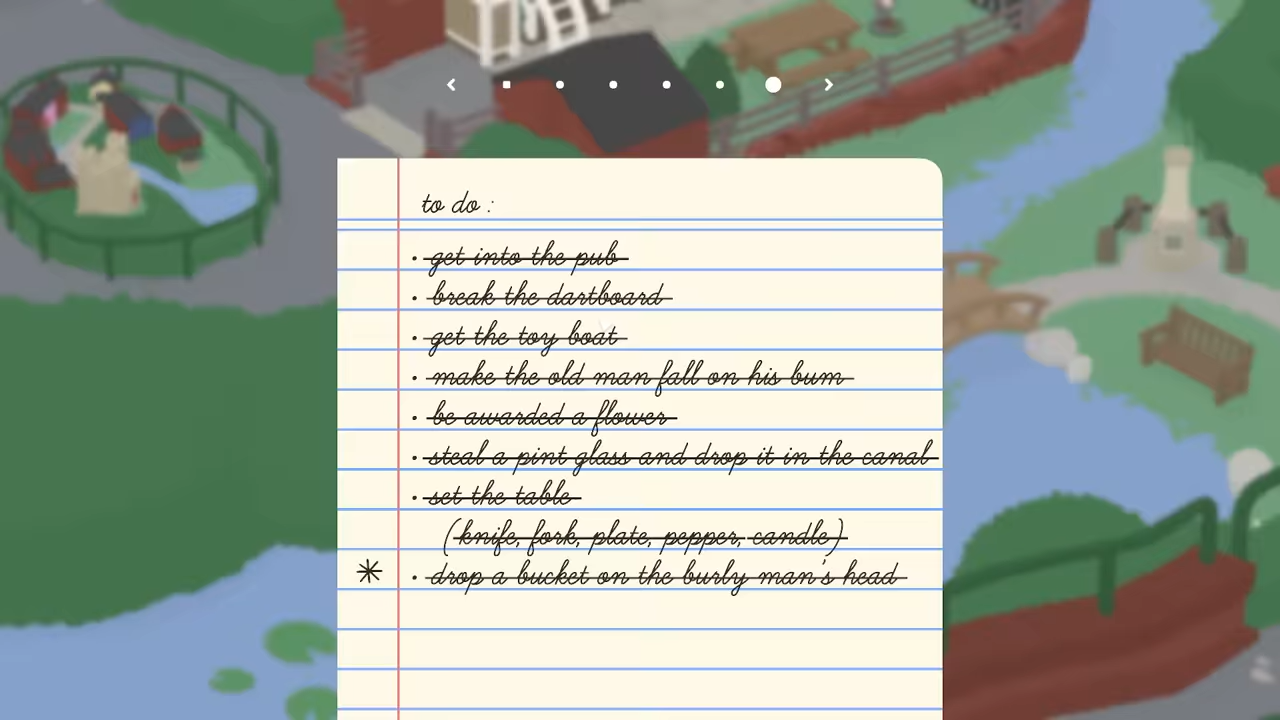 to do :
• get into the pub
• break the dartboard
• get the toy boat
• make the old man fall on his bum
• be awarded a flower
• steal a pint glass and drop it in the canal
• set the table
(knife, fork, plate, pepper, candle)
• drop a bucket on the burly man's head